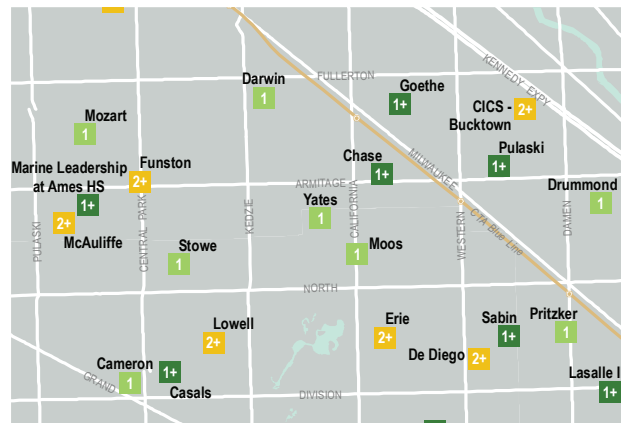 KENNEDY EXPY
Darwin
1
FULLERTON
Goethe
1+
CICS -
Bucktown
2+
Mozart
1
MILWAUKEE
Pulaski
1+
Marine Leadership
at Ames HS
1+
Funston
2+
Chase
1+
ARMITAGE
Drummond
1
Yates
1
McAuliffe
2+
PULASKI
CENTRAL PARK
KEDZIE
CALIFORNIA
WESTERN
DAMEN
CTA Blue Line
Stowe
1
Moos
1
NORTH
Lowell
2+
Erie
2+
Sabin
1+
Pritzker
1
De Diego
2+
Cameron
1
1+
Casals
GRAND
DIVISION
Lasalle I
1+